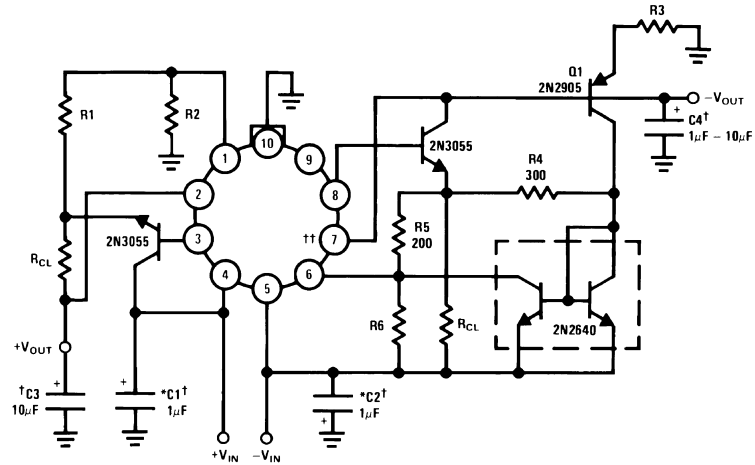 R3
Q1
2N2905
R1
R2
10
−VOUT
+
C4†
1μF – 10μF
1
9
2N3055
2
8
R4
300
3
††
7
R5
200
2N3055
RCL
4
5
6
R6
RCL
2N2640
+VOUT
†C3
10μF
+
*C1†
1μF
+
*C2†
1μF
+
+VIN
−VIN